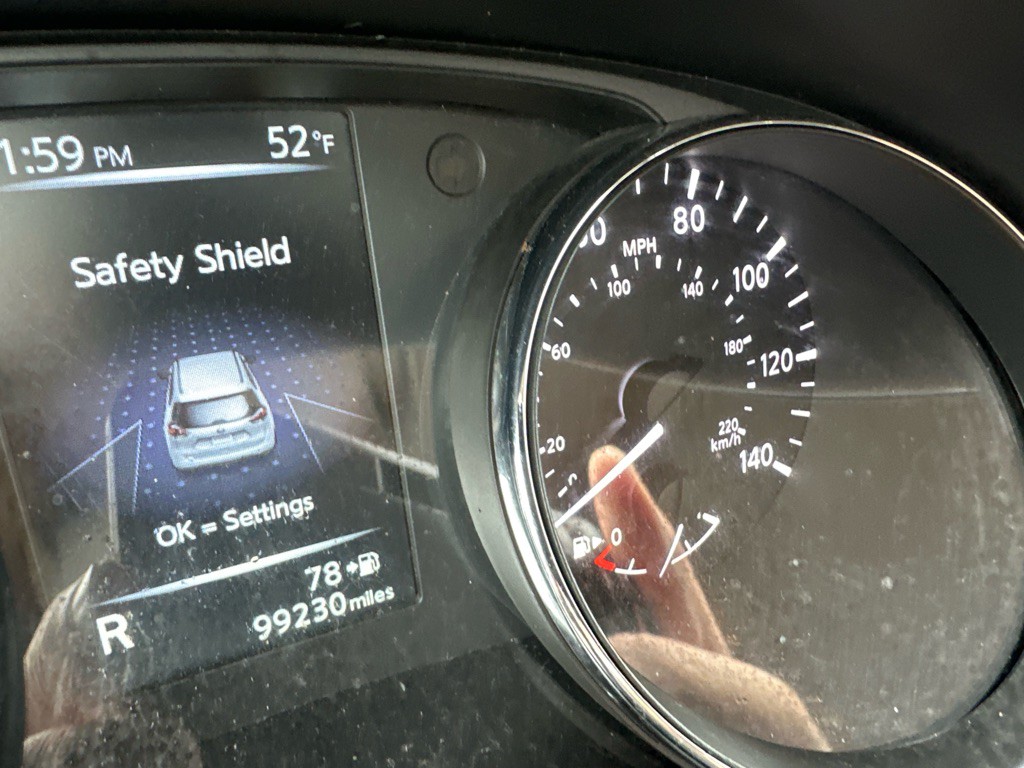 1:59 PM 52°F
Safety Shield
OK = Settings
78
R 99230 miles
80
MPH
100 140 100
60 180 120
20 220
km/h 140
0